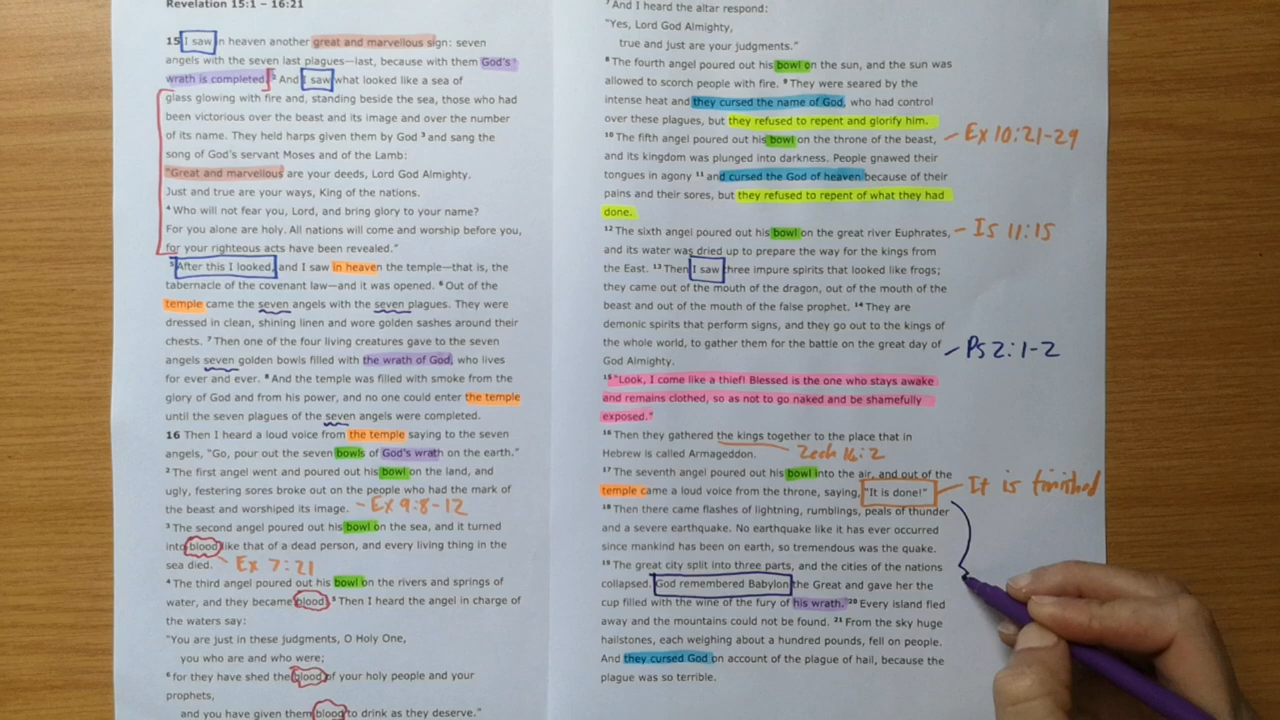 Revelation 15:1 – 16:21
15 I saw in heaven another great and marvellous sign: seven
angels with the seven last plagues—last, because with them God's
wrath is completed. 2 And I saw what looked like a sea of
glass glowing with fire and, standing beside the sea, those who had
been victorious over the beast and its image and over the number
of its name. They held harps given them by God 3 and sang the
song of God's servant Moses and of the Lamb:
"Great and marvellous are your deeds, Lord God Almighty.
Just and true are your ways, King of the nations.
4 Who will not fear you, Lord, and bring glory to your name?
For you alone are holy. All nations will come and worship before you,
for your righteous acts have been revealed."
5 After this I looked, and I saw in heaven the temple—that is, the
tabernacle of the covenant law—and it was opened. 6 Out of the
temple came the seven angels with the seven plagues. They were
dressed in clean, shining linen and wore golden sashes around their
chests. 7 Then one of the four living creatures gave to the seven
angels seven golden bowls filled with the wrath of God, who lives
for ever and ever. 8 And the temple was filled with smoke from the
glory of God and from his power, and no one could enter the temple
until the seven plagues of the seven angels were completed.
16 Then I heard a loud voice from the temple saying to the seven
angels, "Go, pour out the seven bowls of God's wrath on the earth."
2 The first angel went and poured out his bowl on the land, and
ugly, festering sores broke out on the people who had the mark of
the beast and worshiped its image. – Ex 9:8-12
3 The second angel poured out his bowl on the sea, and it turned
into blood like that of a dead person, and every living thing in the
sea died. – Ex 7:21
4 The third angel poured out his bowl on the rivers and springs of
water, and they became blood. 5 Then I heard the angel in charge of
the waters say:
"You are just in these judgments, O Holy One,
you who are and who were;
6 for they have shed the blood of your holy people and your
prophets,
and you have given them blood to drink as they deserve."
7 And I heard the altar respond:
"Yes, Lord God Almighty,
true and just are your judgments."
8 The fourth angel poured out his bowl on the sun, and the sun was
allowed to scorch people with fire. 9 They were seared by the
intense heat and they cursed the name of God, who had control
over these plagues, but they refused to repent and glorify him.
10 The fifth angel poured out his bowl on the throne of the beast, – Ex 10:21-29
and its kingdom was plunged into darkness. People gnawed their
tongues in agony 11 and cursed the God of heaven because of their
pains and their sores, but they refused to repent of what they had
done.
12 The sixth angel poured out his bowl on the great river Euphrates, – Is 11:15
and its water was dried up to prepare the way for the kings from
the East. 13 Then I saw three impure spirits that looked like frogs;
they came out of the mouth of the dragon, out of the mouth of the
beast and out of the mouth of the false prophet. 14 They are
demonic spirits that perform signs, and they go out to the kings of
the whole world, to gather them for the battle on the great day of – Ps 2:1-2
God Almighty.
15 "Look, I come like a thief! Blessed is the one who stays awake
and remains clothed, so as not to go naked and be shamefully
exposed."
16 Then they gathered the kings together to the place that in
Hebrew is called Armageddon. Zech 14:2
17 The seventh angel poured out his bowl into the air, and out of the
temple came a loud voice from the throne, saying, "It is done!" – It is finished
18 Then there came flashes of lightning, rumblings, peals of thunder
and a severe earthquake. No earthquake like it has ever occurred
since mankind has been on earth, so tremendous was the quake.
19 The great city split into three parts, and the cities of the nations
collapsed. God remembered Babylon the Great and gave her the
cup filled with the wine of the fury of his wrath. 20 Every island fled
away and the mountains could not be found. 21 From the sky huge
hailstones, each weighing about a hundred pounds, fell on people.
And they cursed God on account of the plague of hail, because the
plague was so terrible.